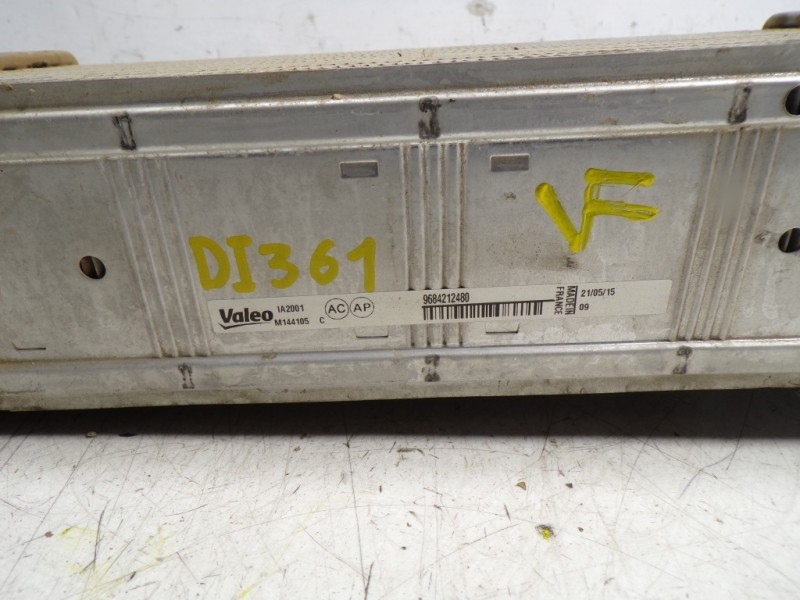 VF
DI361
Valeo
IA2001
M144105 C
AC AP
9684212480
MADE IN
FRANCE
21/05/15
09